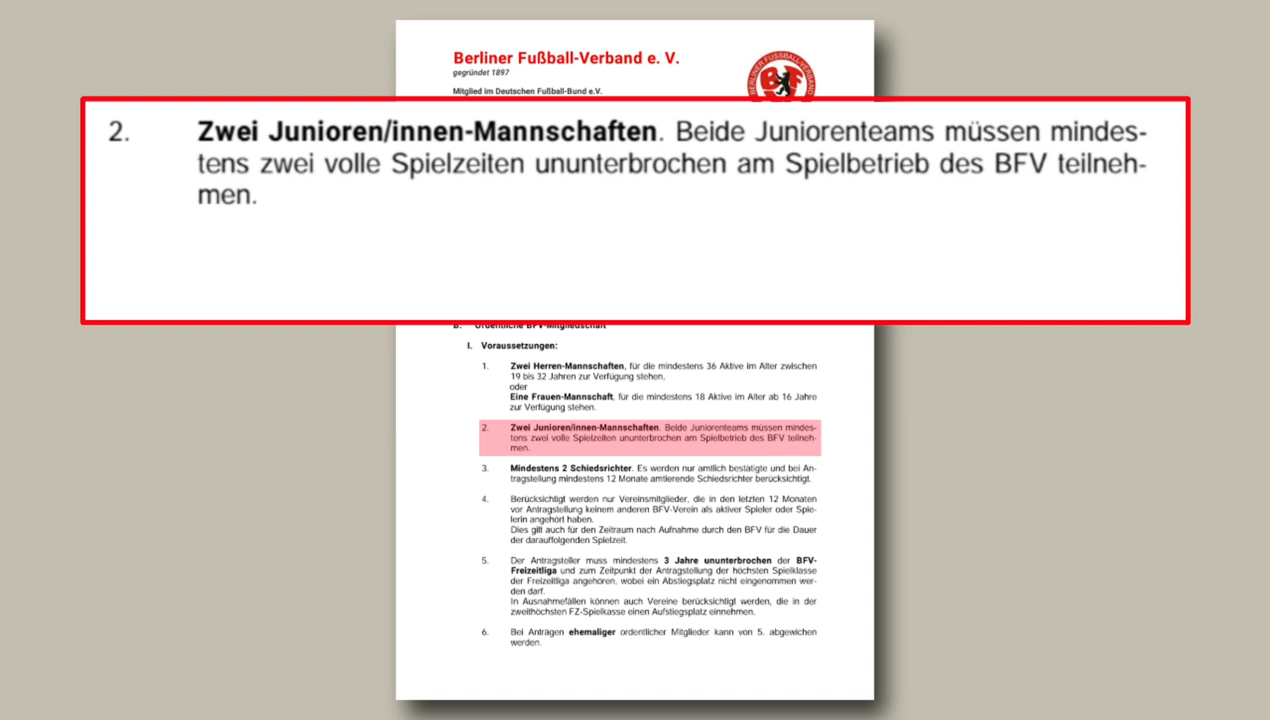 Berliner Fußball-Verband e. V.
gegründet 1897
Mitglied im Deutschen Fußball-Bund e.V.
BERLINER FUSSBALL-VERBAND
2. Zwei Junioren/innen-Mannschaften. Beide Juniorenteams müssen mindes-
tens zwei volle Spielzeiten ununterbrochen am Spielbetrieb des BFV teilneh-
men.
B. Ordentliche BFV-Mitgliedschaft
I. Voraussetzungen:
1. Zwei Herren-Mannschaften, für die mindestens 36 Aktive im Alter zwischen
19 bis 32 Jahren zur Verfügung stehen,
oder
Eine Frauen-Mannschaft, für die mindestens 18 Aktive im Alter ab 16 Jahre
zur Verfügung stehen.
2. Zwei Junioren/innen-Mannschaften. Beide Juniorenteams müssen mindes-
tens zwei volle Spielzeiten ununterbrochen am Spielbetrieb des BFV teilneh-
men.
3. Mindestens 2 Schiedsrichter. Es werden nur amtlich bestätigte und bei An-
tragstellung mindestens 12 Monate amtierende Schiedsrichter berücksichtigt.
4. Berücksichtigt werden nur Vereinsmitglieder, die in den letzten 12 Monaten
vor Antragstellung keinem anderen BFV-Verein als aktiver Spieler oder Spie-
lerin angehört haben.
Dies gilt auch für den Zeitraum nach Aufnahme durch den BFV für die Dauer
der darauffolgenden Spielzeit.
5. Der Antragsteller muss mindestens 3 Jahre ununterbrochen der BFV-
Freizeitliga und zum Zeitpunkt der Antragstellung der höchsten Spielklasse
der Freizeitliga angehören, wobei ein Abstiegsplatz nicht eingenommen wer-
den darf.
In Ausnahmefällen können auch Vereine berücksichtigt werden, die in der
zweithöchsten FZ-Spielkasse einen Aufstiegsplatz einnehmen.
6. Bei Anträgen ehemaliger ordentlicher Mitglieder kann von 5. abgewichen
werden.